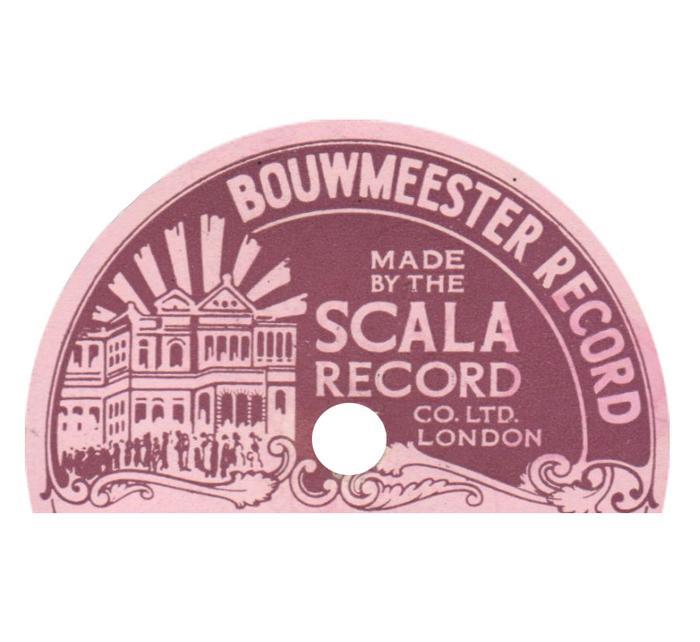 BOUWMEESTER RECORD
MADE
BY THE
SCALA
RECORD
CO. LTD.
LONDON